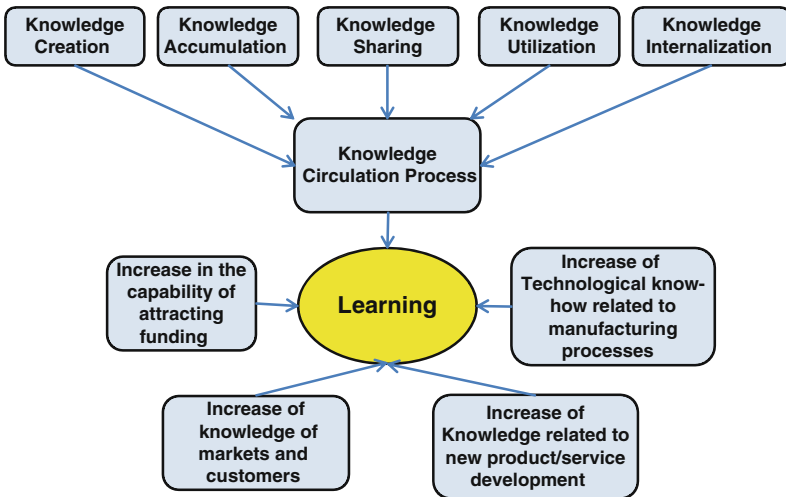 Knowledge
Creation
Knowledge
Accumulation
Knowledge
Sharing
Knowledge
Utilization
Knowledge
Internalization
Knowledge
Circulation Process
Increase in the
capability of
attracting
funding
Learning
Increase of
Technological know-
how related to
manufacturing
processes
Increase of
knowledge of
markets and
customers
Increase of
Knowledge related to
new product/service
development